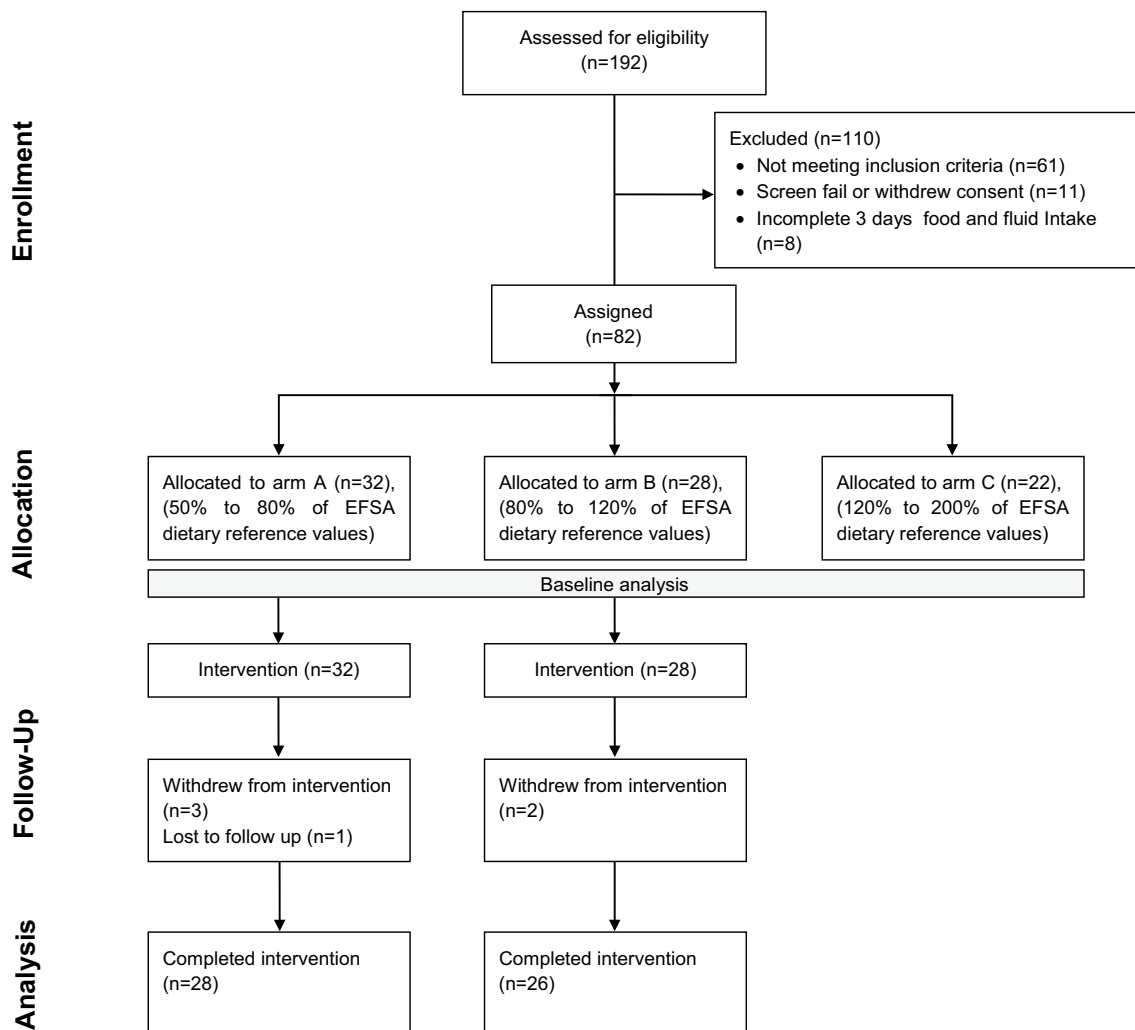 Assessed for eligibility
(n=192)
Enrollment
Excluded (n=110)
• Not meeting inclusion criteria (n=61)
• Screen fail or withdrew consent (n=11)
• Incomplete 3 days food and fluid Intake
(n=8)
Assigned
(n=82)
Allocation
Allocated to arm A (n=32),
(50% to 80% of EFSA
dietary reference values)
Allocated to arm B (n=28),
(80% to 120% of EFSA
dietary reference values)
Allocated to arm C (n=22),
(120% to 200% of EFSA
dietary reference values)
Baseline analysis
Intervention (n=32)
Intervention (n=28)
Follow-Up
Withdrew from intervention
(n=3)
Lost to follow up (n=1)
Withdrew from intervention
(n=2)
Analysis
Completed intervention
(n=28)
Completed intervention
(n=26)